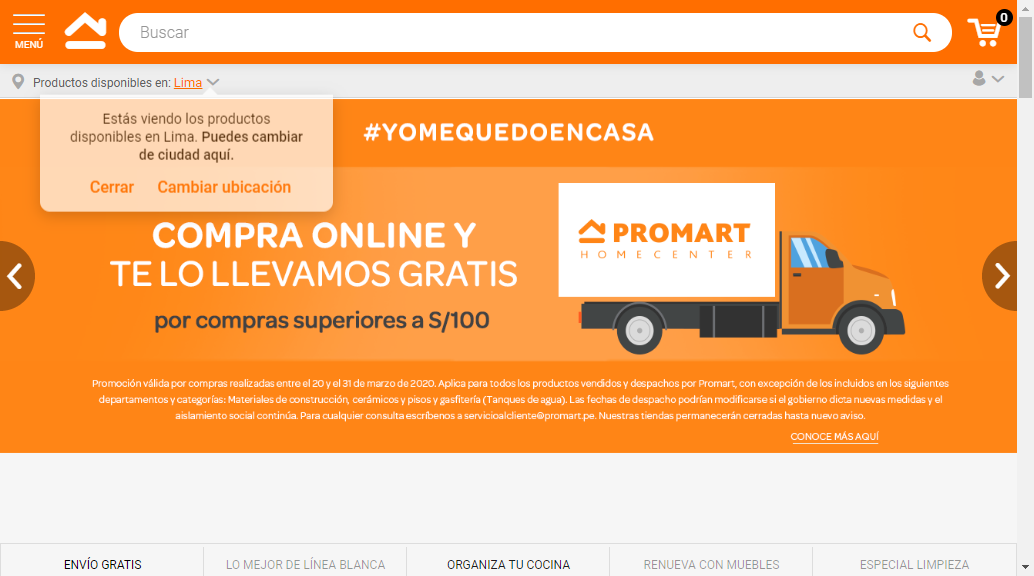 MENÚ
Buscar
0
Productos disponibles en: Lima
Estás viendo los productos
disponibles en Lima. Puedes cambiar
de ciudad aquí.
Cerrar Cambiar ubicación
#YOMEQUEDOENCASA
COMPRA ONLINE Y
TE LO LLEVAMOS GRATIS
por compras superiores a S/100
PROMART
HOMECENTER
Promoción válida por compras realizadas entre el 20 y el 31 de marzo de 2020. Aplica para todos los productos vendidos y despachos por Promart, con excepción de los incluidos en los siguientes
departamentos y categorías: Materiales de construcción, cerámicos y pisos y gasfitería (Tanques de agua). Las fechas de despacho podrían modificarse si el gobierno dicta nuevas medidas y el
aislamiento social continúa. Para cualquier consulta escríbenos a servicioalcliente@promart.pe. Nuestras tiendas permanecerán cerradas hasta nuevo aviso.
CONOCE MÁS AQUÍ
ENVÍO GRATIS LO MEJOR DE LÍNEA BLANCA ORGANIZA TU COCINA RENUEVA CON MUEBLES ESPECIAL LIMPIEZA